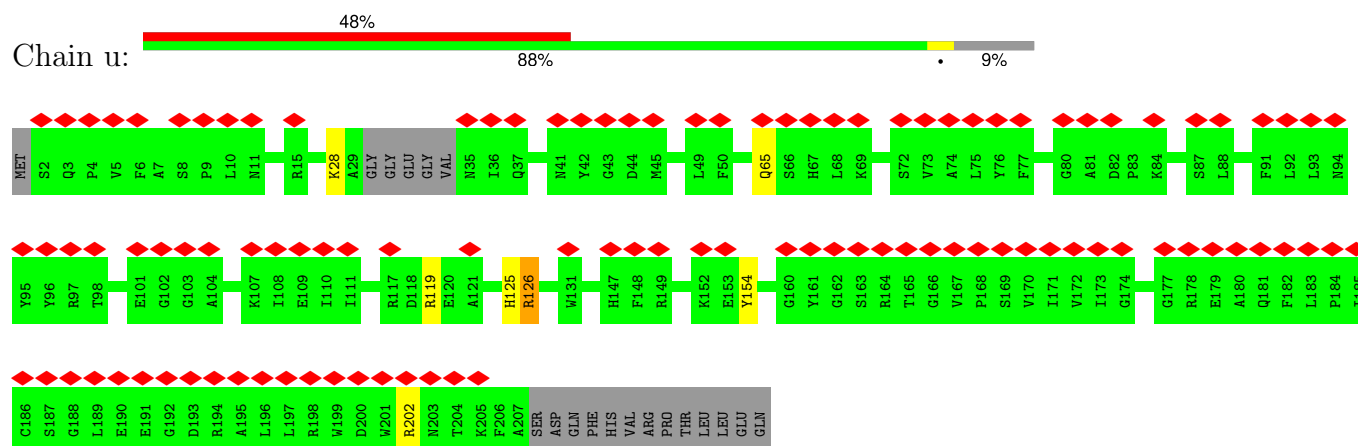 48%
Chain u:
88% • 9%
MET S2 Q3 P4 V5 F6 A7 S8 P9 L10 N11 R15 K28 A29 GLY GLY GLU GLY VAL N35 I36 Q37 N41 Y42 G43 D44 M45 L49 F50 Q65 S66 H67 L68 K69 S72 V73 A74 L75 Y76 F77 G80 A81 D82 P83 K84 S87 L88 F91 L92 L93 N94
Y95 Y96 R97 T98 E101 G102 G103 A104 K107 I108 E109 I110 I111 R117 D118 R119 E120 A121 H125 R126 W131 H147 F148 R149 K152 E153 Y154 G160 Y161 G162 S163 R164 T165 G166 V167 P168 S169 V170 I171 V172 I173 G174 G177 R178 E179 A180 Q181 F182 L183 P184 I185
C186 S187 G188 L189 E190 E191 G192 D193 R194 A195 L196 L197 R198 W199 D200 W201 R202 N203 T204 K205 F206 A207 SER ASP GLN PHE HIS VAL ARG PRO THR LEU LEU GLU GLN